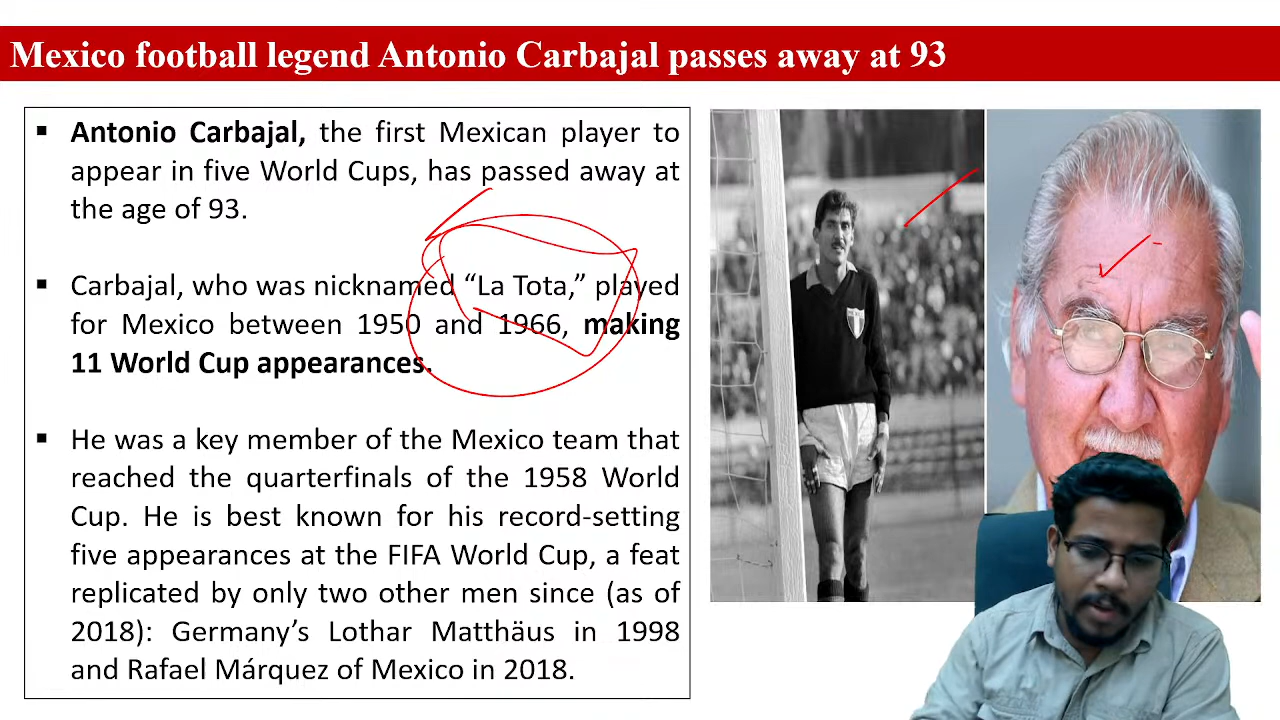 Mexico football legend Antonio Carbajal passes away at 93
▪ Antonio Carbajal, the first Mexican player to
appear in five World Cups, has passed away at
the age of 93.
▪ Carbajal, who was nicknamed “La Tota,” played
for Mexico between 1950 and 1966, making
11 World Cup appearances.
▪ He was a key member of the Mexico team that
reached the quarterfinals of the 1958 World
Cup. He is best known for his record-setting
five appearances at the FIFA World Cup, a feat
replicated by only two other men since (as of
2018): Germany’s Lothar Matthäus in 1998
and Rafael Márquez of Mexico in 2018.